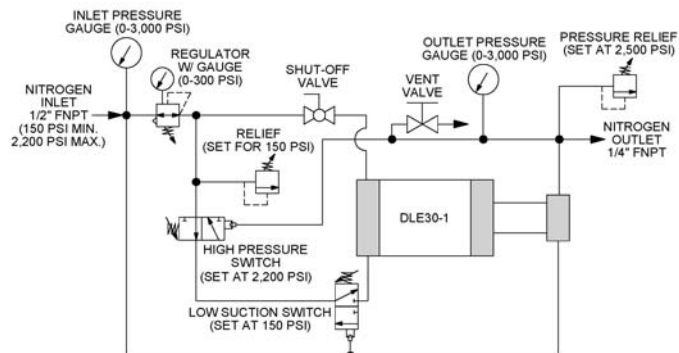 INLET PRESSURE
GAUGE (0-3,000 PSI)
REGULATOR
W/ GAUGE
(0-300 PSI)
SHUT-OFF
VALVE
OUTLET PRESSURE
GAUGE (0-3,000 PSI)
VENT
VALVE
PRESSURE RELIEF
(SET AT 2,500 PSI)
NITROGEN
INLET
1/2" FNPT
(150 PSI MIN.
2,200 PSI MAX.)
RELIEF
(SET FOR 150 PSI)
NITROGEN
OUTLET
1/4" FNPT
DLE30-1
HIGH PRESSURE
SWITCH
(SET AT 2,200 PSI)
LOW SUCTION SWITCH
(SET AT 150 PSI)